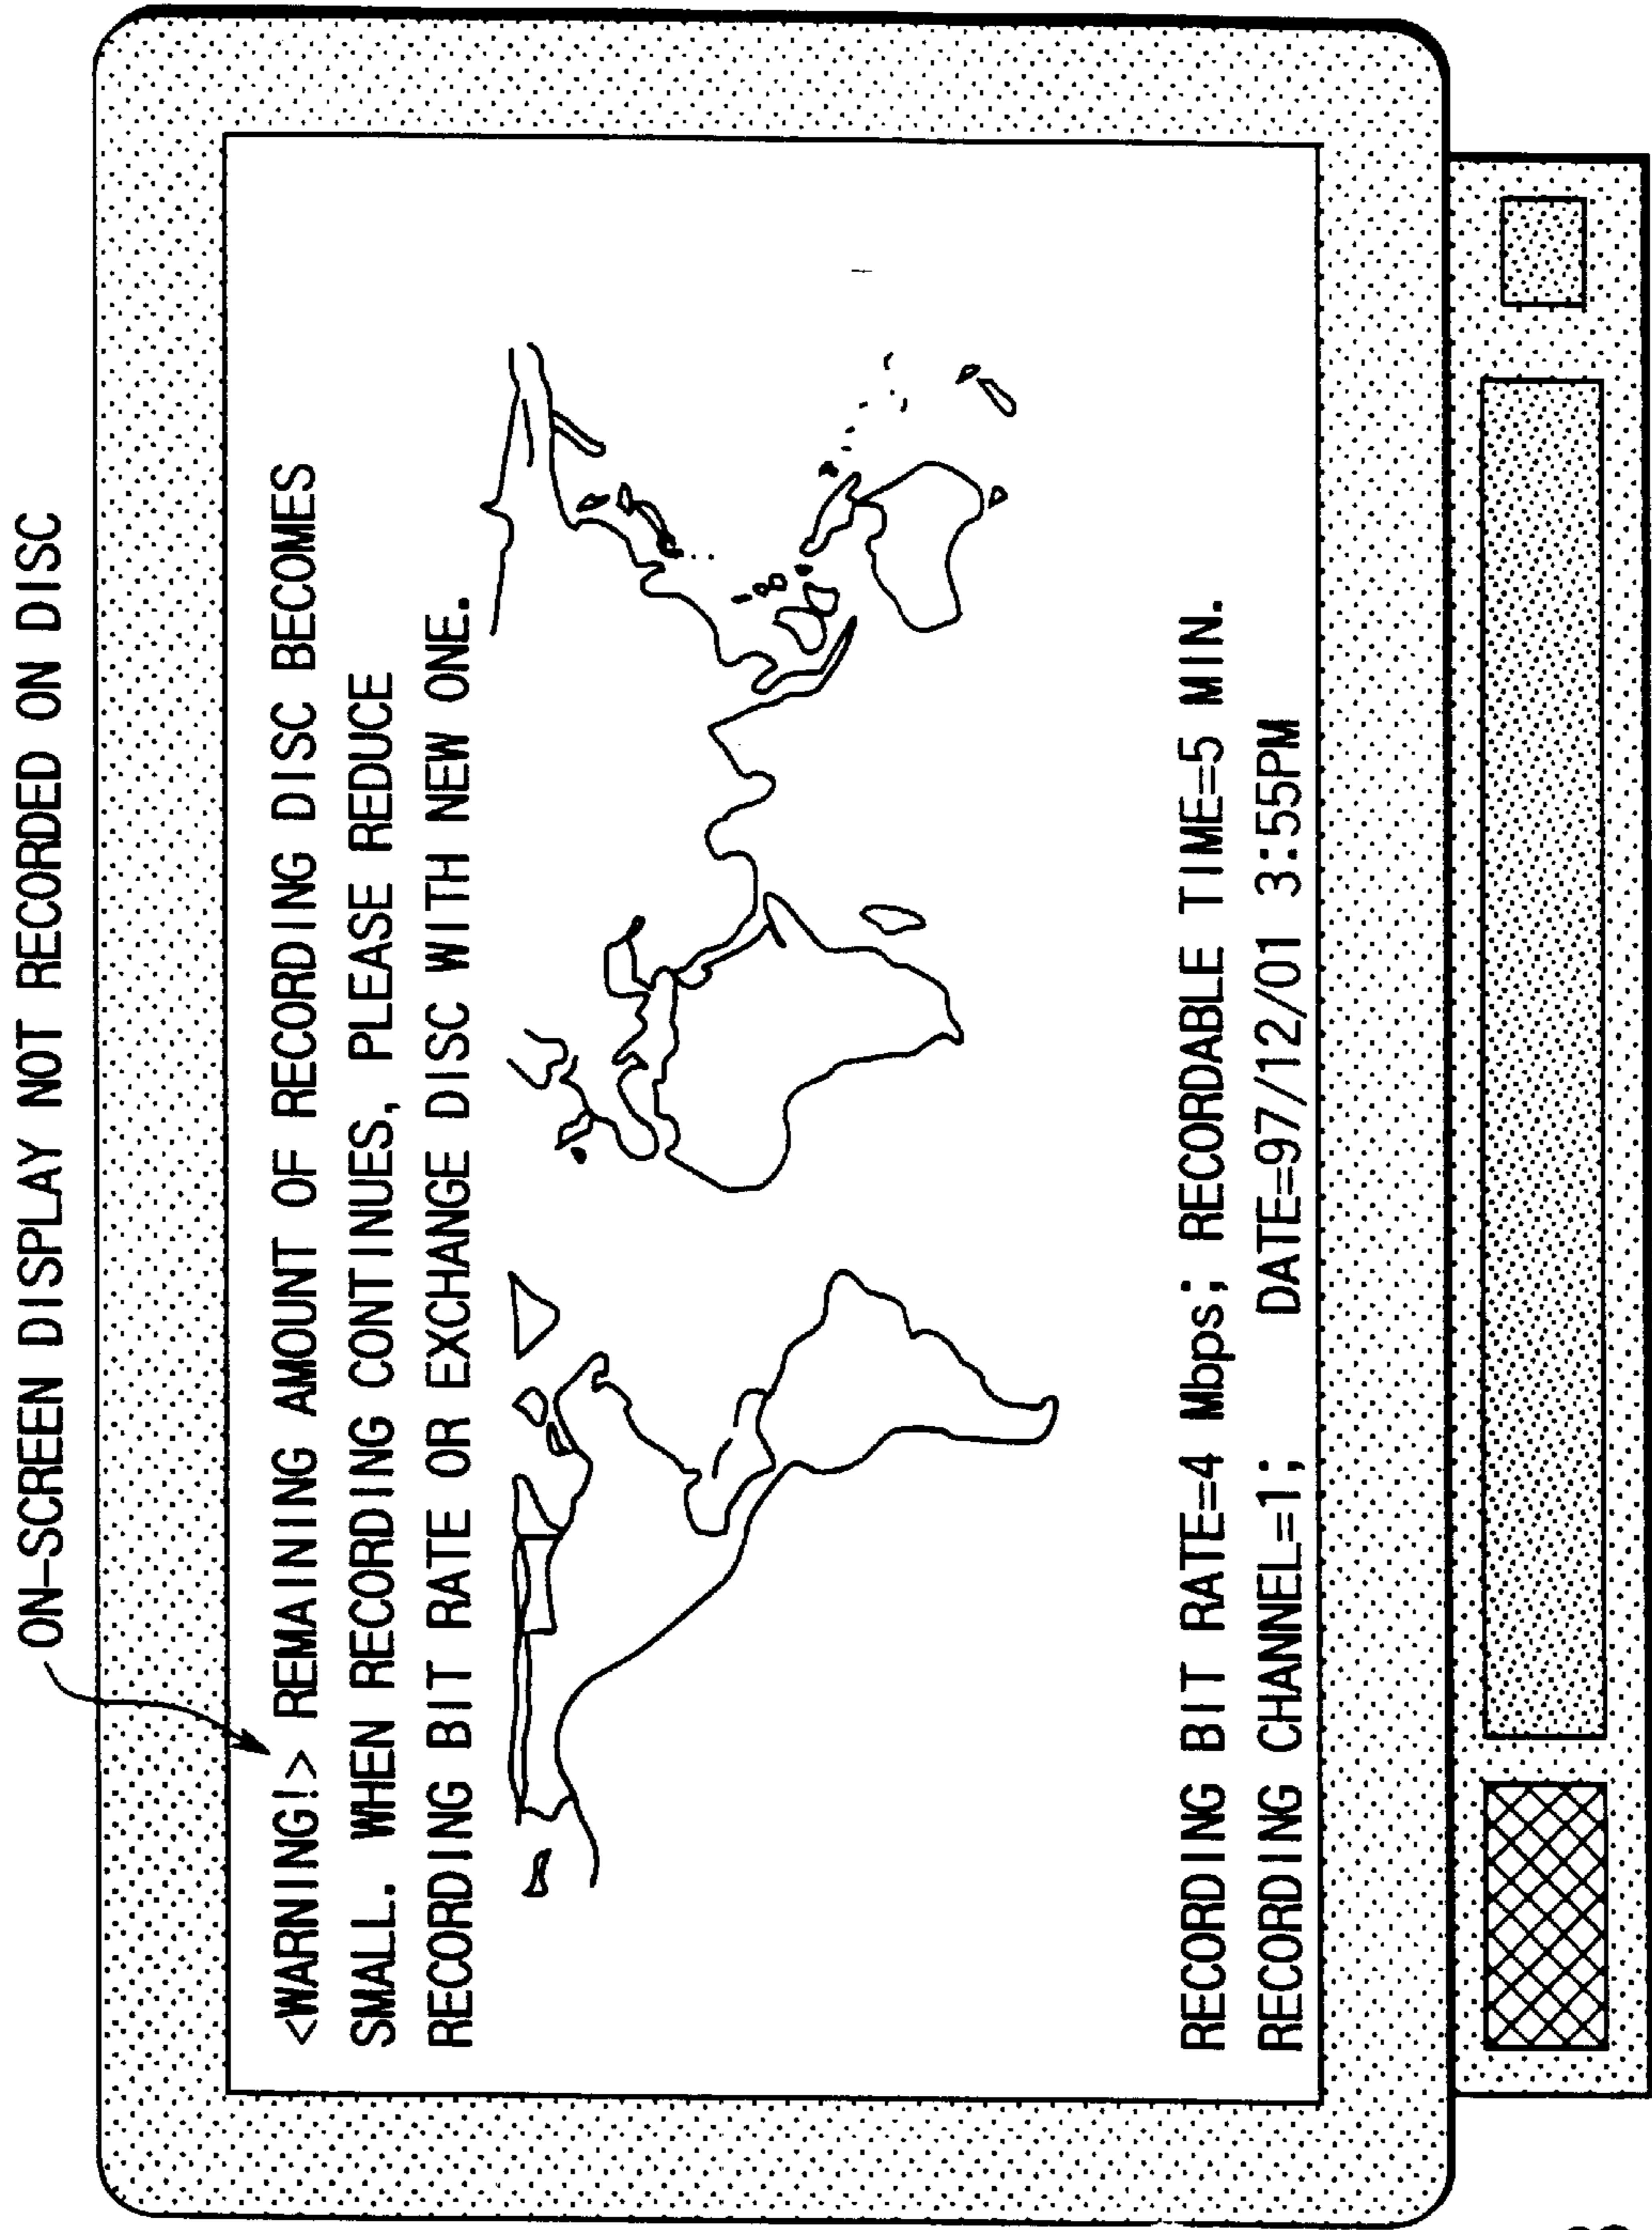 ON-SCREEN DISPLAY NOT RECORDED ON DISC
<WARNING!> REMAINING AMOUNT OF RECORDING DISC BECOMES
SMALL. WHEN RECORDING CONTINUES, PLEASE REDUCE
RECORDING BIT RATE OR EXCHANGE DISC WITH NEW ONE.
RECORDING BIT RATE=4 Mbps; RECORDABLE TIME=5 MIN.
RECORDING CHANNEL=1; DATE=97/12/01 3:55PM